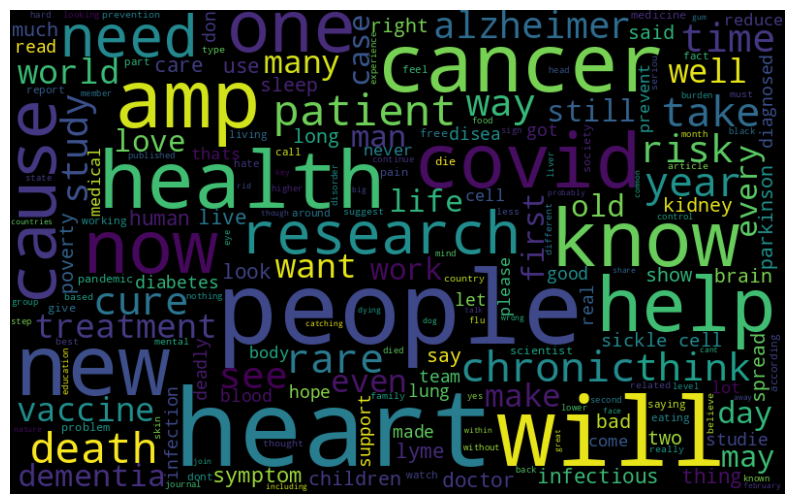 hard looking prevention
much
read
need
one
don
right
alzheimer
said
medicine gun
reduce
time
world
many
care use
case
experience
type
part
feel
fact
head
serious
well
report
member
amp
sleep
cancer
prevent
burden must
diagnosed
cause
study
patient
way
still
take
love
long
man
free disea
sign
month black
living
never
got
society
risk
every
medical
published
thats
hate
call
continue
pain
covid
die
liver
article
health
life
year
parkinson
state
key
rid
higher
disorder
big
cell
first
old
probably
common
kidney
countries
working
human
live
though
around
suggest
less
different
control
poverty
now
research
know
pandemic
eye
mind
want
work
please
good
show
brain
group based
diabetes
look
country
real
share
step
give
nothing
cure
people
let
help
dying
dog
talk
flu
wrong
treatment
catching
sickle cell
cant
according
best mental
body
say
scientist
new
deadly
rare
died
chronic
think
spread
education
see
even
team
related level away
blood
hope
lung
yes
make
lot
vaccine
family
lower
second
saying
believe
day
problem
skin
infection
heart
support
made
will
face
bad
eating
death
thought
within
without
great
really
come
two
studie
may
nature
join
lyme
back
dementia
dont
symptom
children watch
doctor
infectious
thing
known
journal
including
february